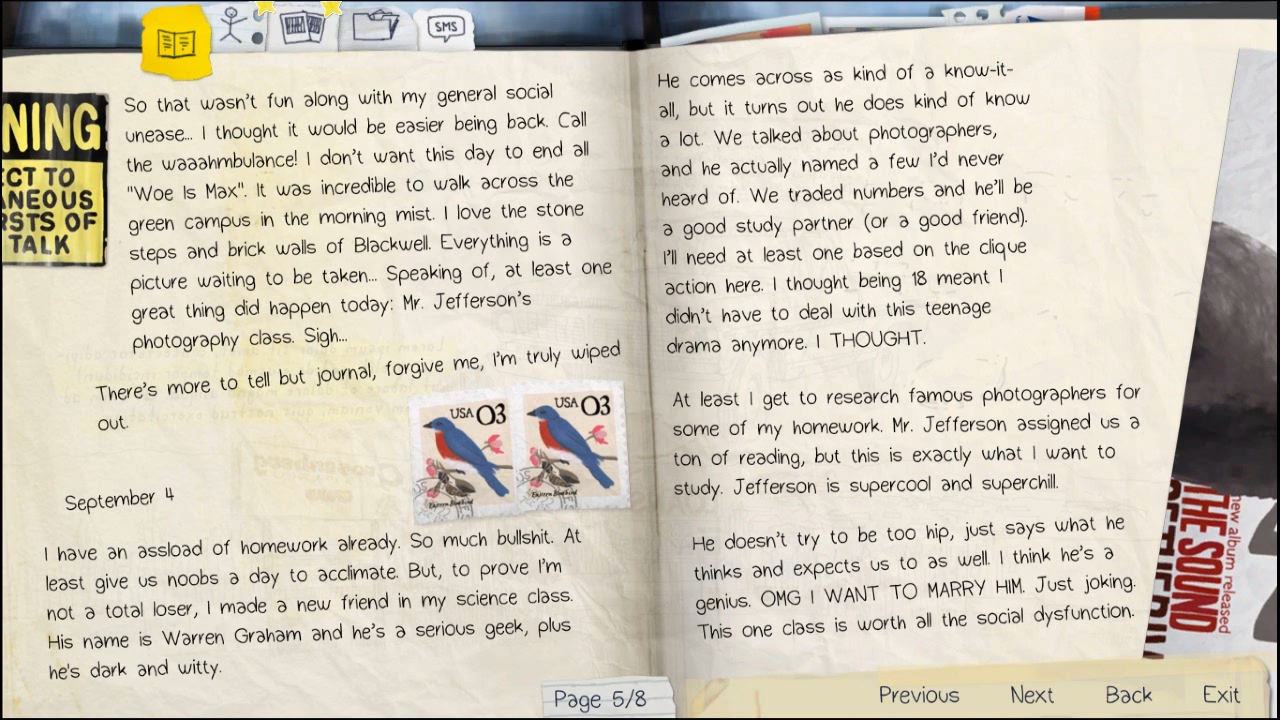 SMS
NING
CT TO
ANEOUS
RSTS OF
TALK
So that wasn't fun along with my general social
unease... I thought it would be easier being back. Call
the waaahmbulance! I don't want this day to end all
"Woe Is Max". It was incredible to walk across the
green campus in the morning mist. I love the stone
steps and brick walls of Blackwell. Everything is a
picture waiting to be taken... Speaking of, at least one
great thing did happen today: Mr. Jefferson's
photography class. Sigh...
There's more to tell but journal, forgive me, I'm truly wiped
out.
USA 03
USA 03
Eastern Bluebird
Eastern Bluebird
September 4
I have an assload of homework already. So much bullshit. At
least give us noobs a day to acclimate. But, to prove I'm
not a total loser, I made a new friend in my science class.
His name is Warren Graham and he's a serious geek, plus
he's dark and witty.
He comes across as kind of a know-it-
all, but it turns out he does kind of know
a lot. We talked about photographers,
and he actually named a few I'd never
heard of. We traded numbers and he'll be
a good study partner (or a good friend).
I'll need at least one based on the clique
action here. I thought being 18 meant I
didn't have to deal with this teenage
drama anymore. I THOUGHT.
At least I get to research famous photographers for
some of my homework. Mr. Jefferson assigned us a
ton of reading, but this is exactly what I want to
study. Jefferson is supercool and superchill.
He doesn't try to be too hip, just says what he
thinks and expects us to as well. I think he's a
genius. OMG I WANT TO MARRY HIM. Just joking.
This one class is worth all the social dysfunction.
new album released
THE SOUND
Page 5/8
Previous Next Back Exit